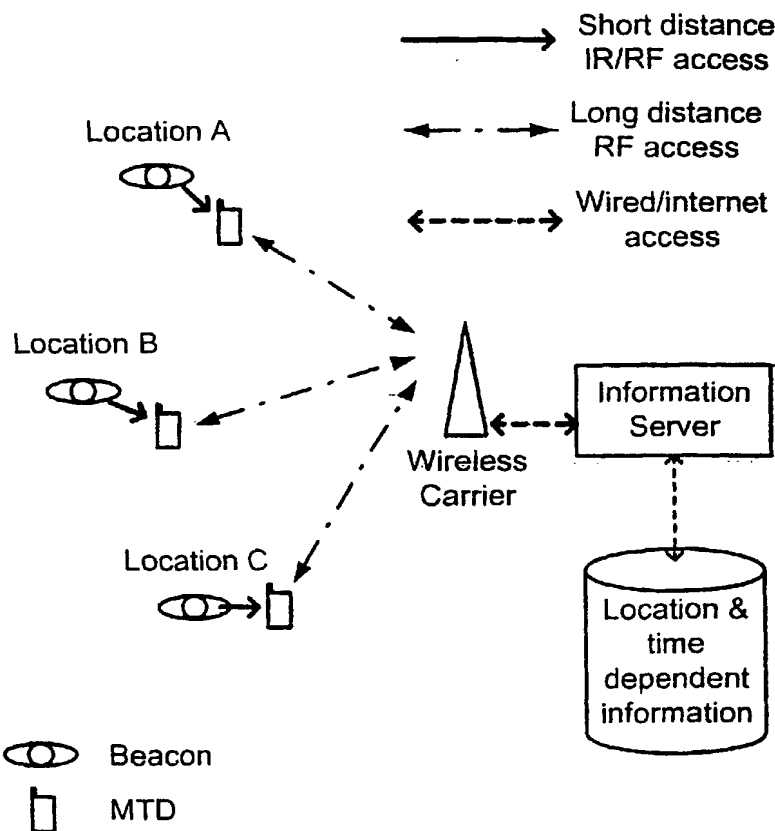 Short distance
IR/RF access
Long distance
RF access
Wired/internet
access
Location A
Location B
Location C
Wireless
Carrier
Information
Server
Location &
time
dependent
information
Beacon
MTD